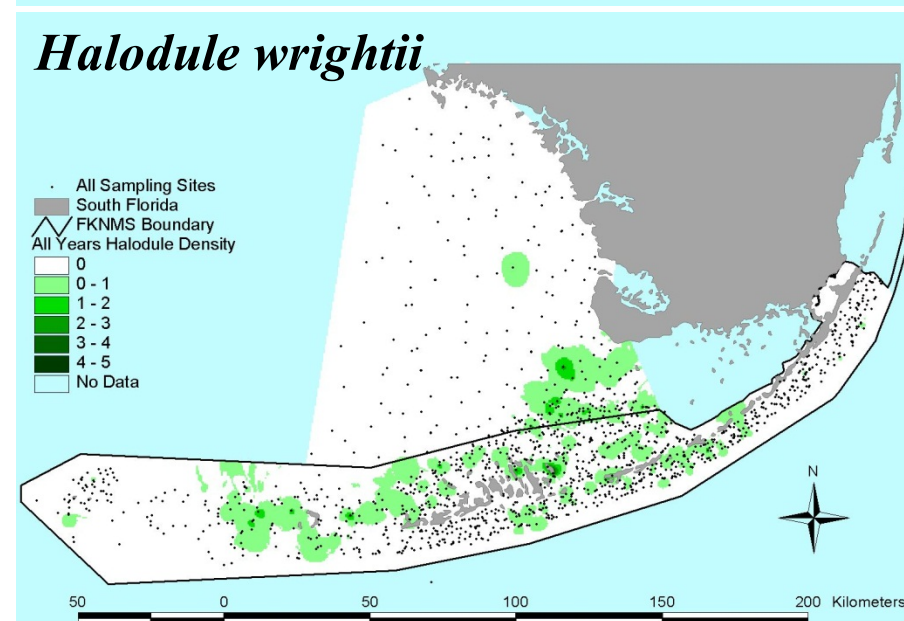 Halodule wrightii
All Sampling Sites
South Florida
FKNMS Boundary
All Years Halodule Density
0
0 - 1
1 - 2
2 - 3
3 - 4
4 - 5
No Data
N
50 0 50 100 150 200 Kilometers